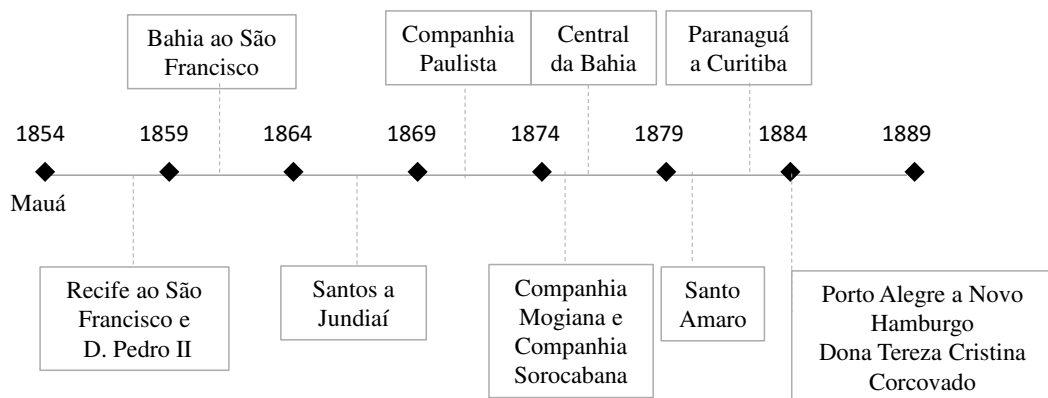 Bahia ao São
Francisco
Companhia
Paulista
Central
da Bahia
Paranaguá
a Curitiba
1854
1859
1864
1869
1874
1879
1884
1889
Mauá
Recife ao São
Francisco e
D. Pedro II
Santos a
Jundiaí
Companhia
Mogiana e
Companhia
Sorocabana
Santo
Amaro
Porto Alegre a Novo
Hamburgo
Dona Tereza Cristina
Corcovado